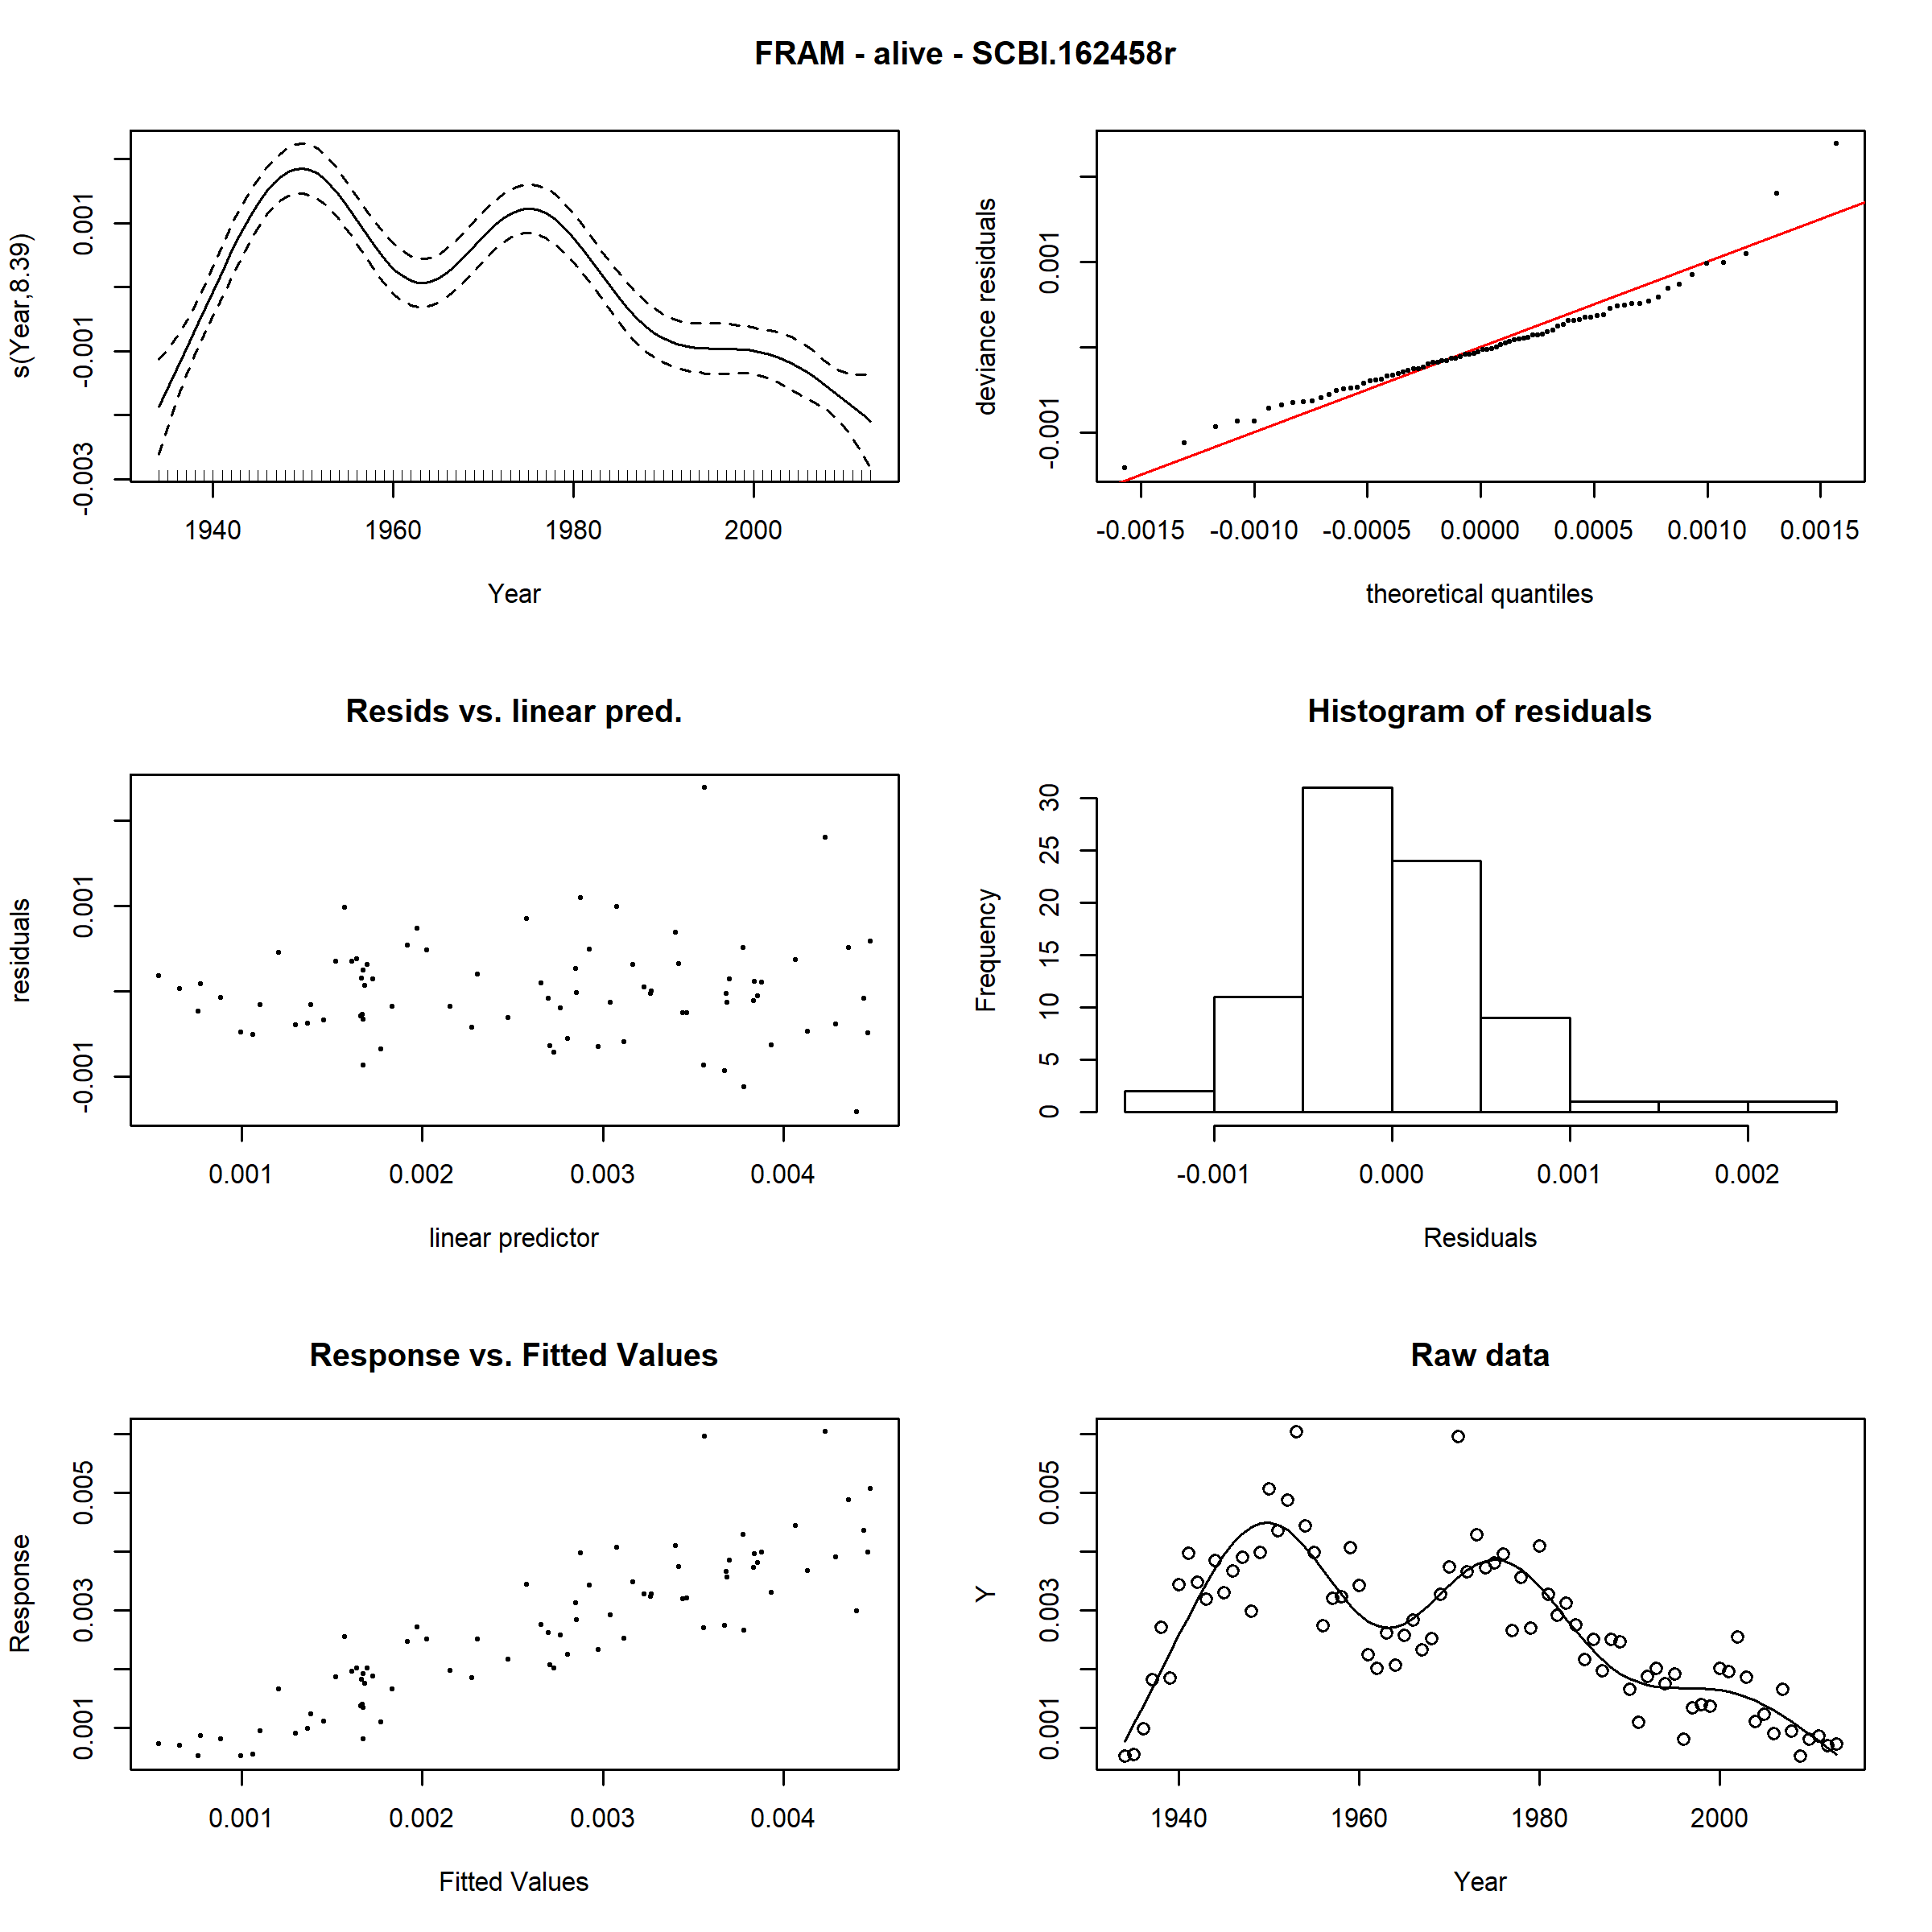 FRAM - alive - SCBI.162458r
s(Year,8.39)
-0.003 -0.001 0.001
1940 1960 1980 2000
Year
deviance residuals
-0.001 0.001
-0.0015 -0.0010 -0.0005 0.0000 0.0005 0.0010 0.0015
theoretical quantiles
Resids vs. linear pred.
residuals
-0.001 0.001
0.001 0.002 0.003 0.004
linear predictor
Histogram of residuals
Frequency
0 5 10 15 20 25 30
-0.001 0.000 0.001 0.002
Residuals
Response vs. Fitted Values
Response
0.001 0.003 0.005
0.001 0.002 0.003 0.004
Fitted Values
Raw data
Y
0.001 0.003 0.005
1940 1960 1980 2000
Year